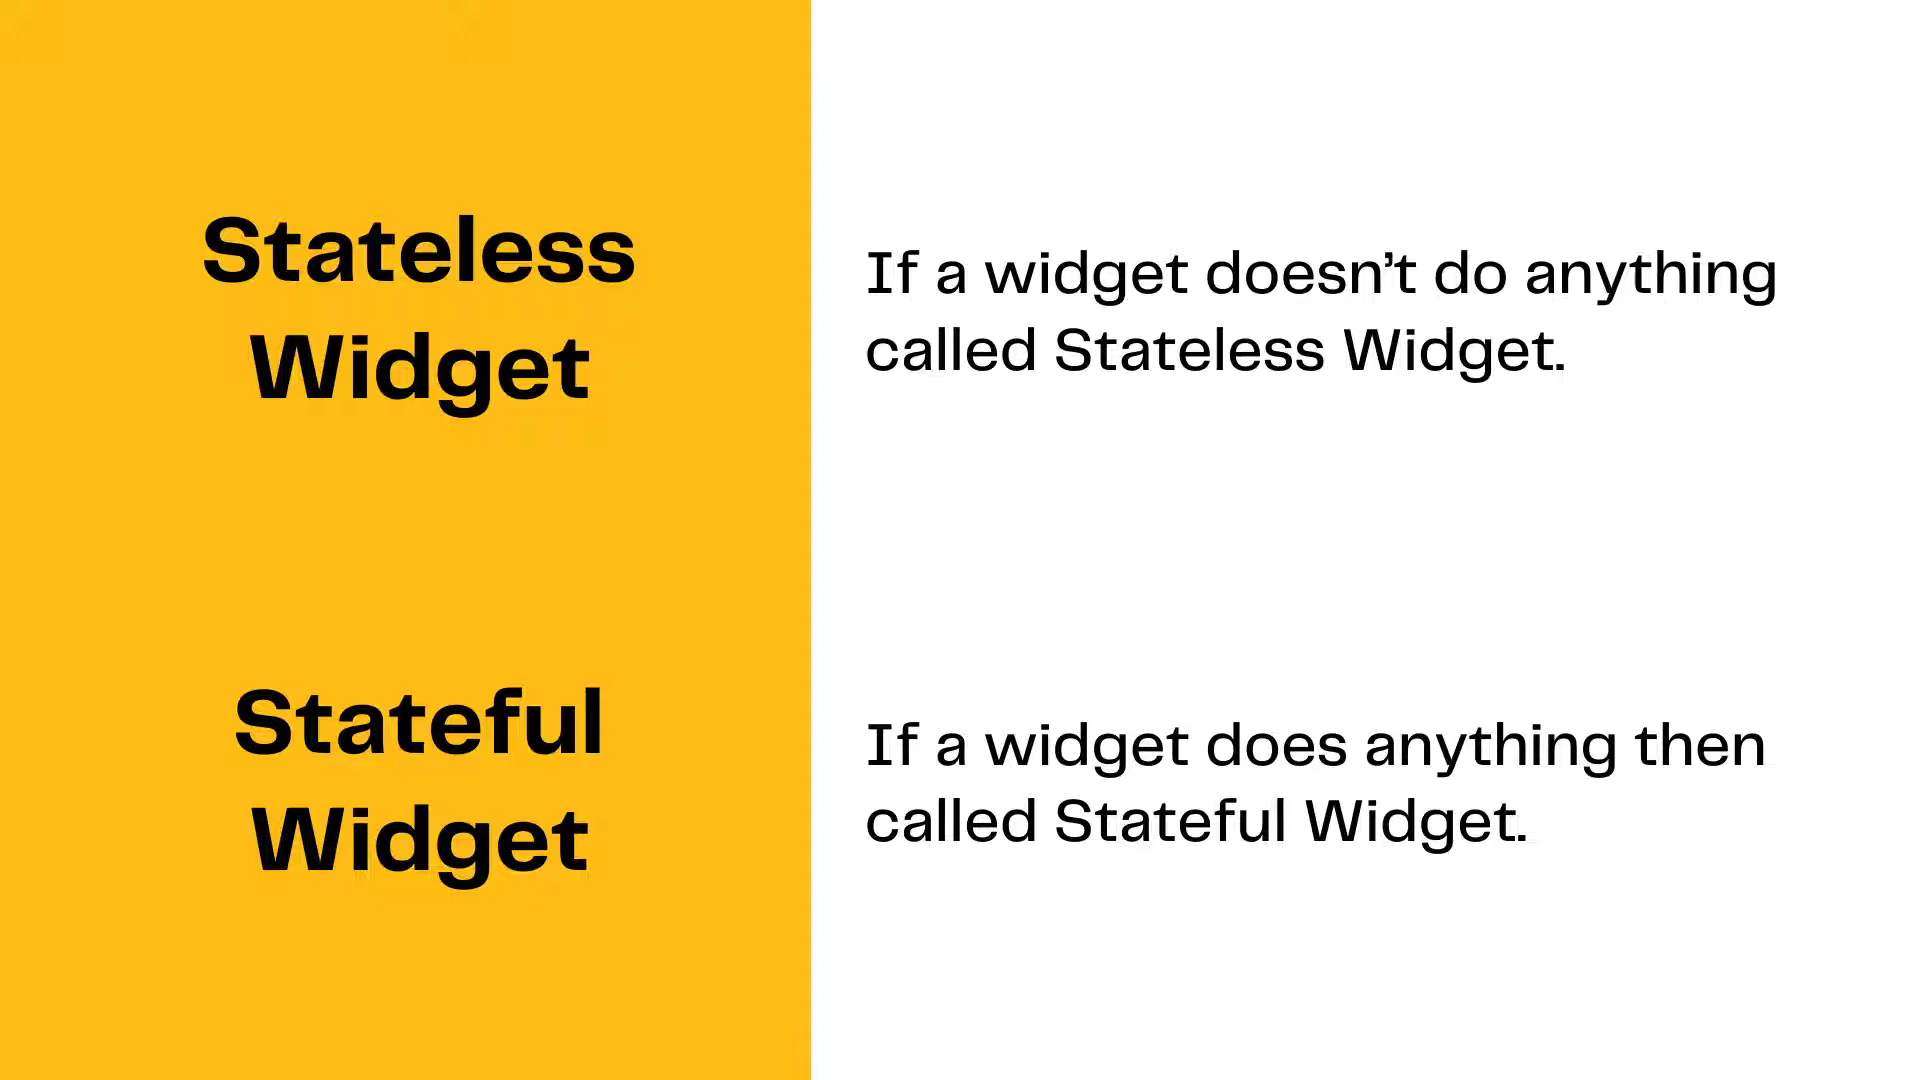 Stateless
Widget
If a widget doesn’t do anything
called Stateless Widget.
Stateful
Widget
If a widget does anything then
called Stateful Widget.